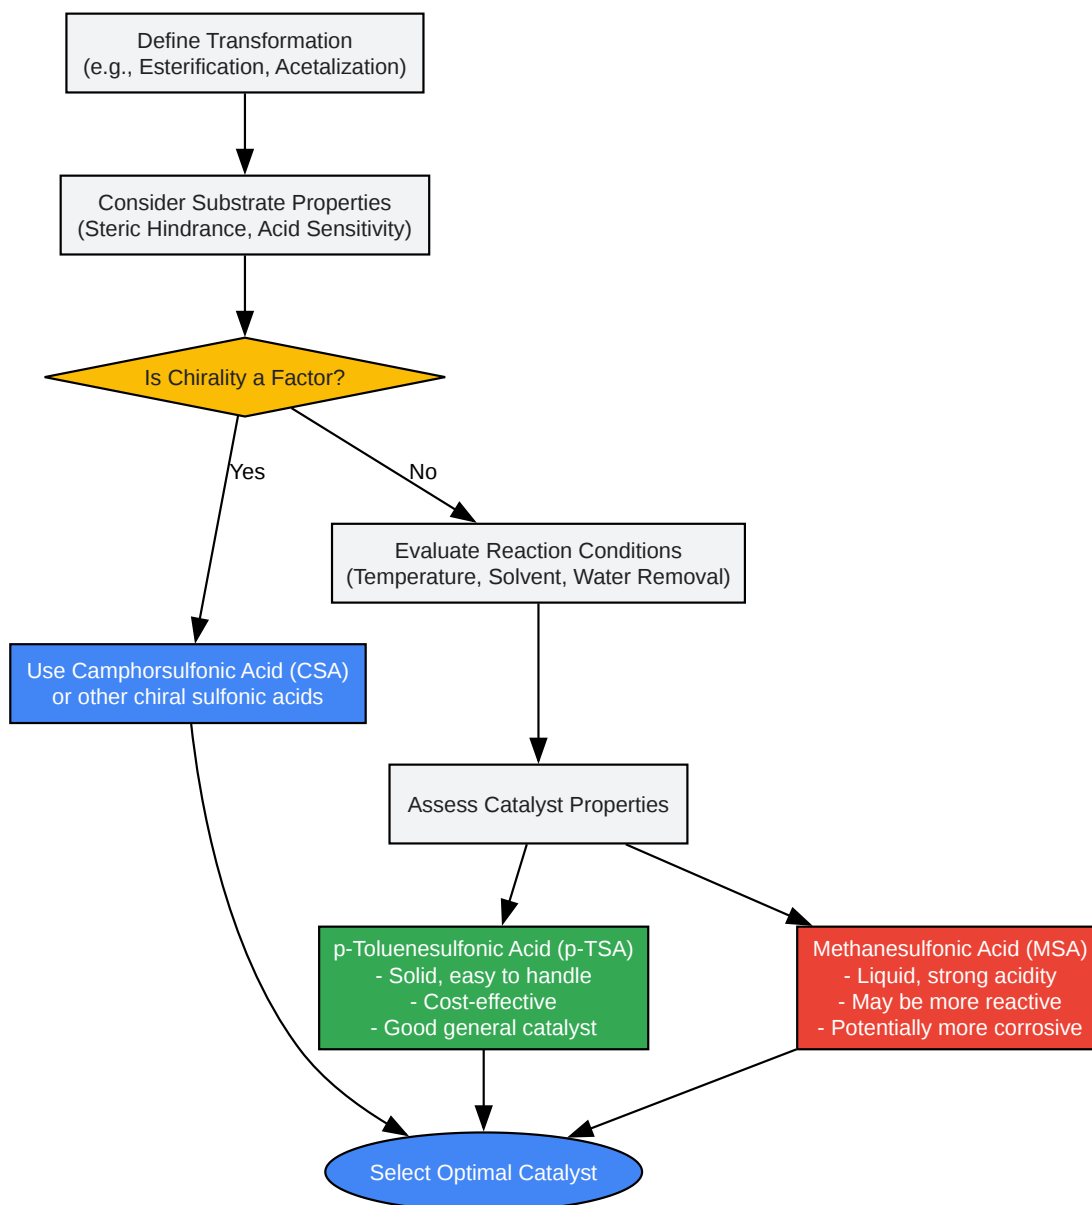 Define Transformation
(e.g., Esterification, Acetalization)
Consider Substrate Properties
(Steric Hindrance, Acid Sensitivity)
Is Chirality a Factor?
Yes
No
Evaluate Reaction Conditions
(Temperature, Solvent, Water Removal)
Use Camphorsulfonic Acid (CSA)
or other chiral sulfonic acids
Assess Catalyst Properties
p-Toluenesulfonic Acid (p-TSA)
- Solid, easy to handle
- Cost-effective
- Good general catalyst
Methanesulfonic Acid (MSA)
- Liquid, strong acidity
- May be more reactive
- Potentially more corrosive
Select Optimal Catalyst